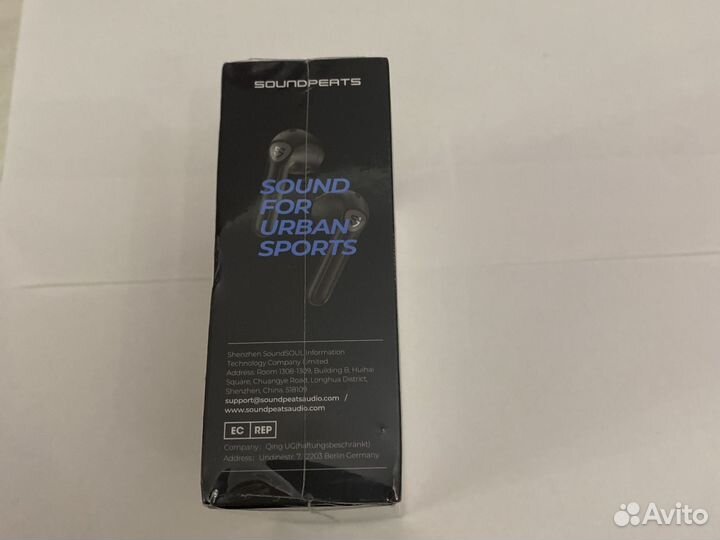 SOUNDPEATS
SOUND
FOR
URBAN
SPORTS
Shenzhen SoundSOUL Information
Technology Company Limited
Address: Room 1308-1309, Building B, Huihai
Square, Chuangye Road, Longhua District,
Shenzhen, China, 518109
support@soundpeatsaudio.com /
www.soundpeatsaudio.com
EC REP
Company: Qing UG(haftungsbeschränkt)
Address: Undinestr. 7, 12203 Berlin Germany
Avito